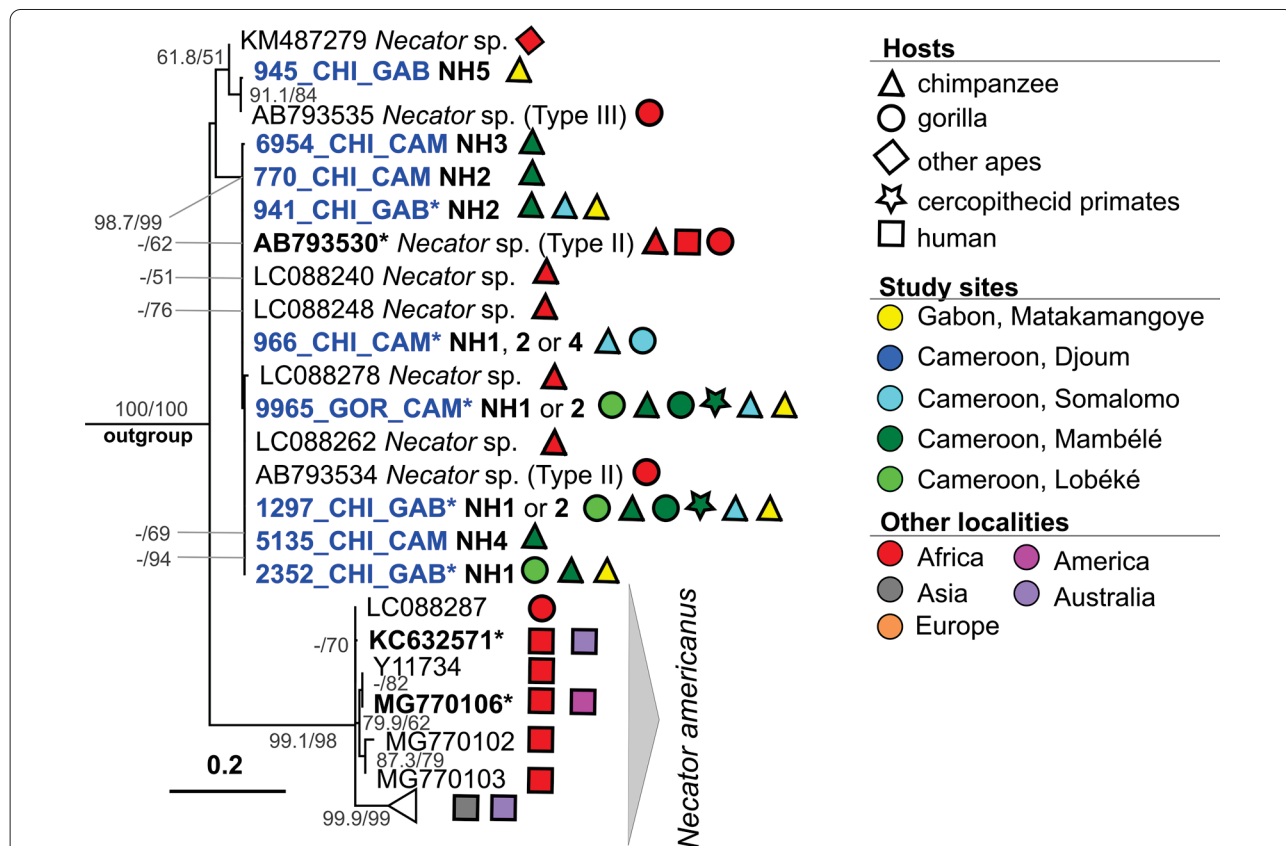 KM487279 Necator sp.
61.8/51
945_CHI_GAB NH5
91.1/84
AB793535 Necator sp. (Type III)
6954_CHI_CAM NH3
770_CHI_CAM NH2
941_CHI_GAB* NH2
98.7/99
-/62
AB793530* Necator sp. (Type II)
-/51
LC088240 Necator sp.
-/76
LC088248 Necator sp.
966_CHI_CAM* NH1, 2 or 4
LC088278 Necator sp.
100/100
9965_GOR_CAM* NH1 or 2
outgroup
LC088262 Necator sp.
AB793534 Necator sp. (Type II)
1297_CHI_GAB* NH1 or 2
-/69
5135_CHI_CAM NH4
-/94
2352_CHI_GAB* NH1
LC088287
-/70
KC632571*
Y11734
-/82
MG770106*
79.9/62
99.1/98
MG770102
87.3/79
0.2
MG770103
99.9/99
Necator americanus
Hosts
chimpanzee
gorilla
other apes
cercopithecid primates
human
Study sites
Gabon, Matakamangoye
Cameroon, Djoum
Cameroon, Somalomo
Cameroon, Mambélé
Cameroon, Lobéké
Other localities
Africa
America
Asia
Australia
Europe